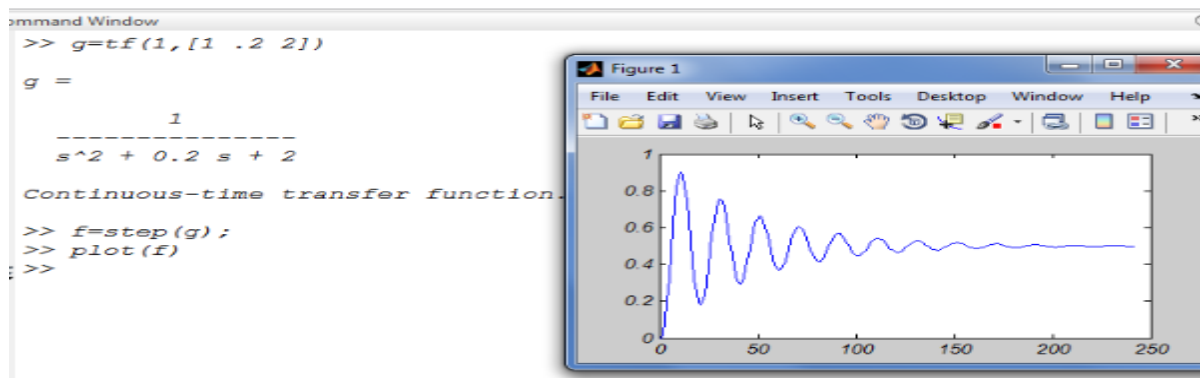 ommand Window
>> g=tf(1,[1 .2 2])
g =
1
---------------
s^2 + 0.2 s + 2
Continuous-time transfer function.
>> f=step(g);
>> plot(f)
>>
Figure 1
File Edit View Insert Tools Desktop Window Help
1
0.8
0.6
0.4
0.2
0
0 50 100 150 200 250